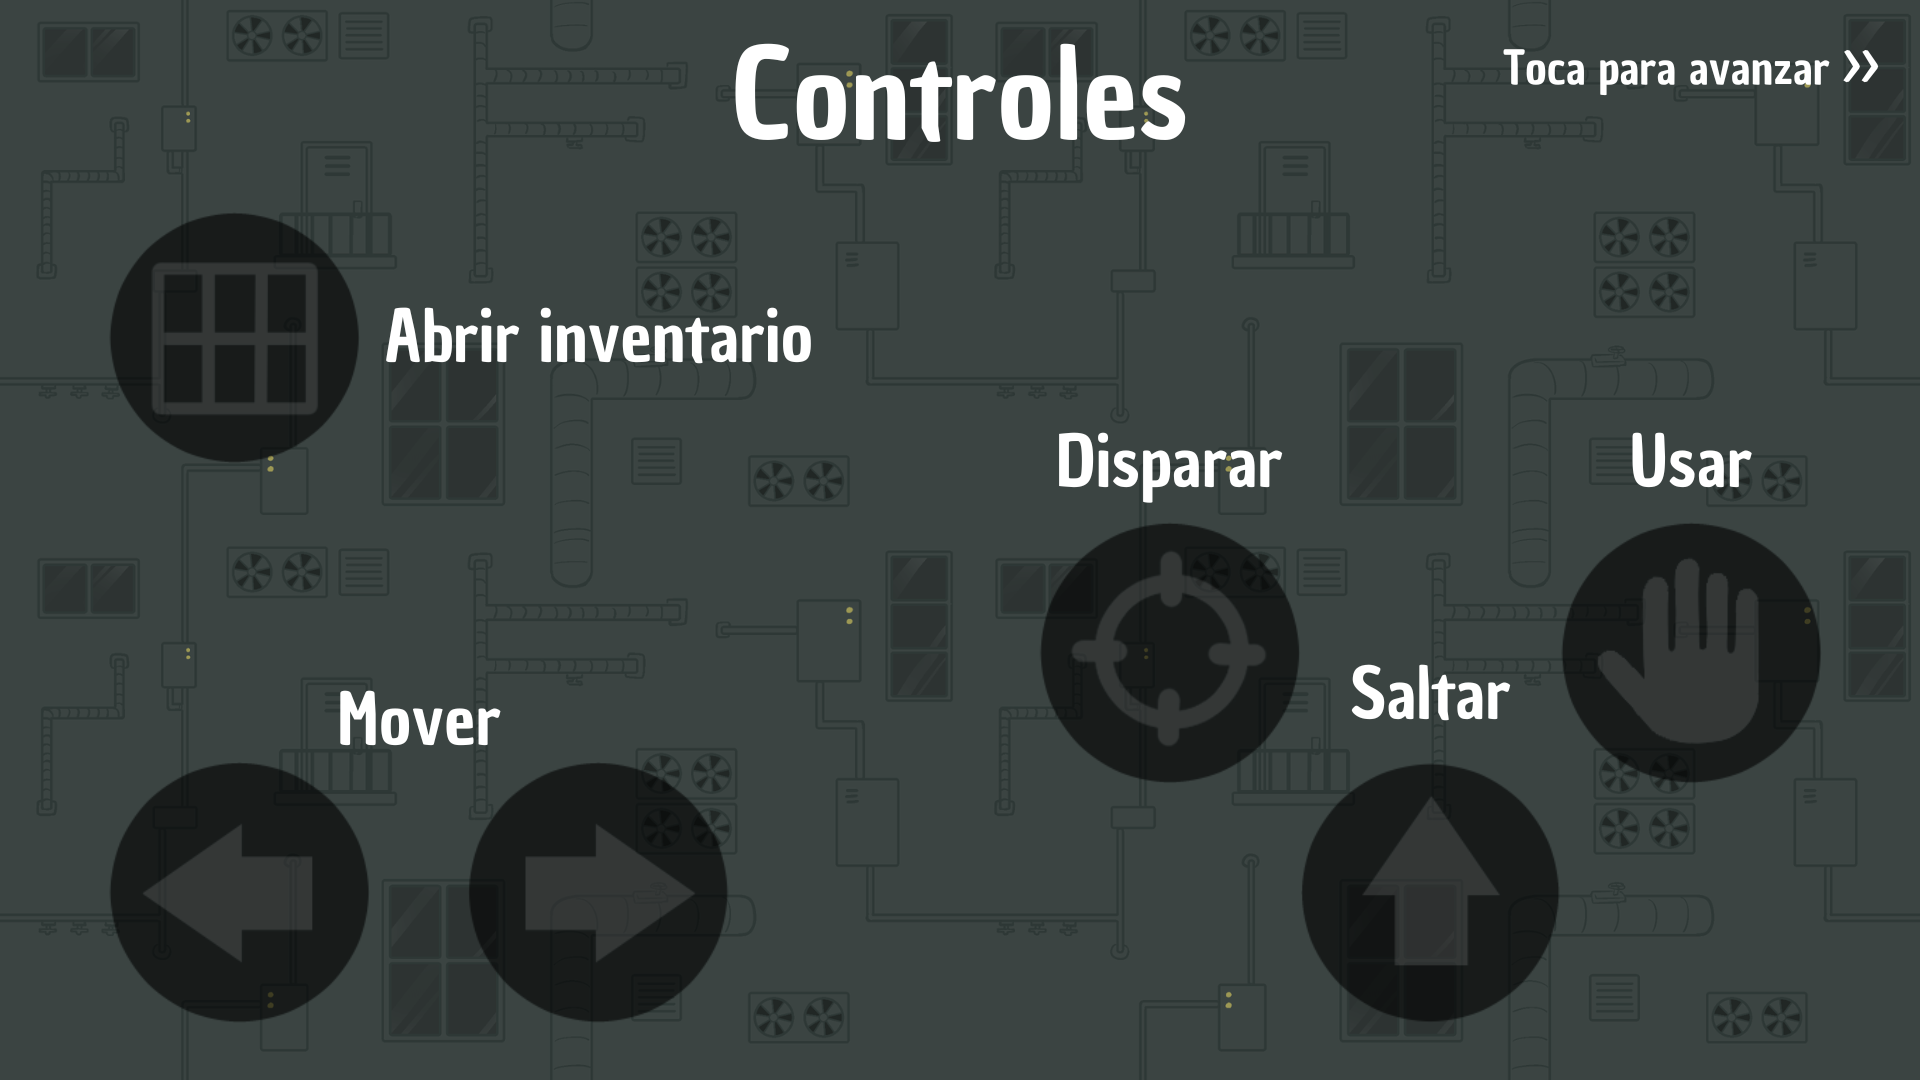 Controles
Toca para avanzar »
Abrir inventario
Disparar
Usar
Saltar
Mover